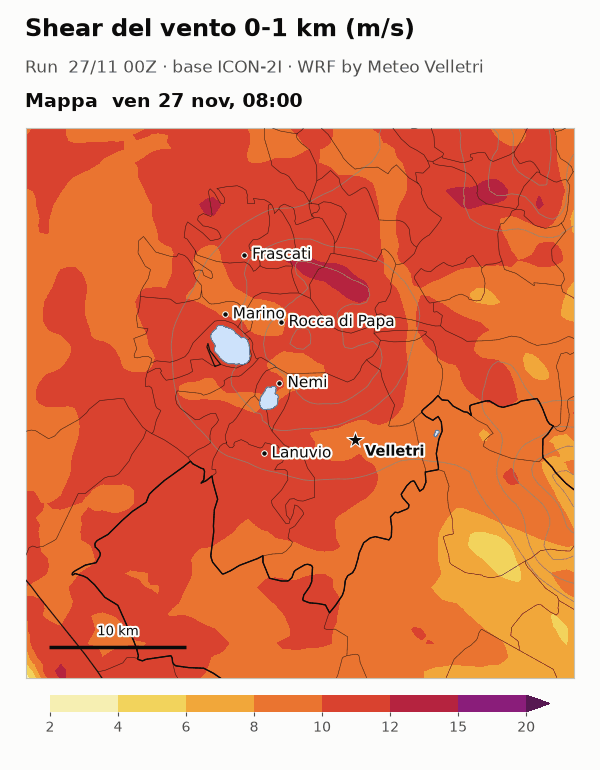 Shear del vento 0-1 km (m/s)
Run  27/11 00Z · base ICON-2I · WRF by Meteo Velletri
Mappa  ven 27 nov, 08:00
Frascati
Marino
Rocca di Papa
Nemi
Velletri
Lanuvio
10 km
2 4 6 8 10 12 15 20